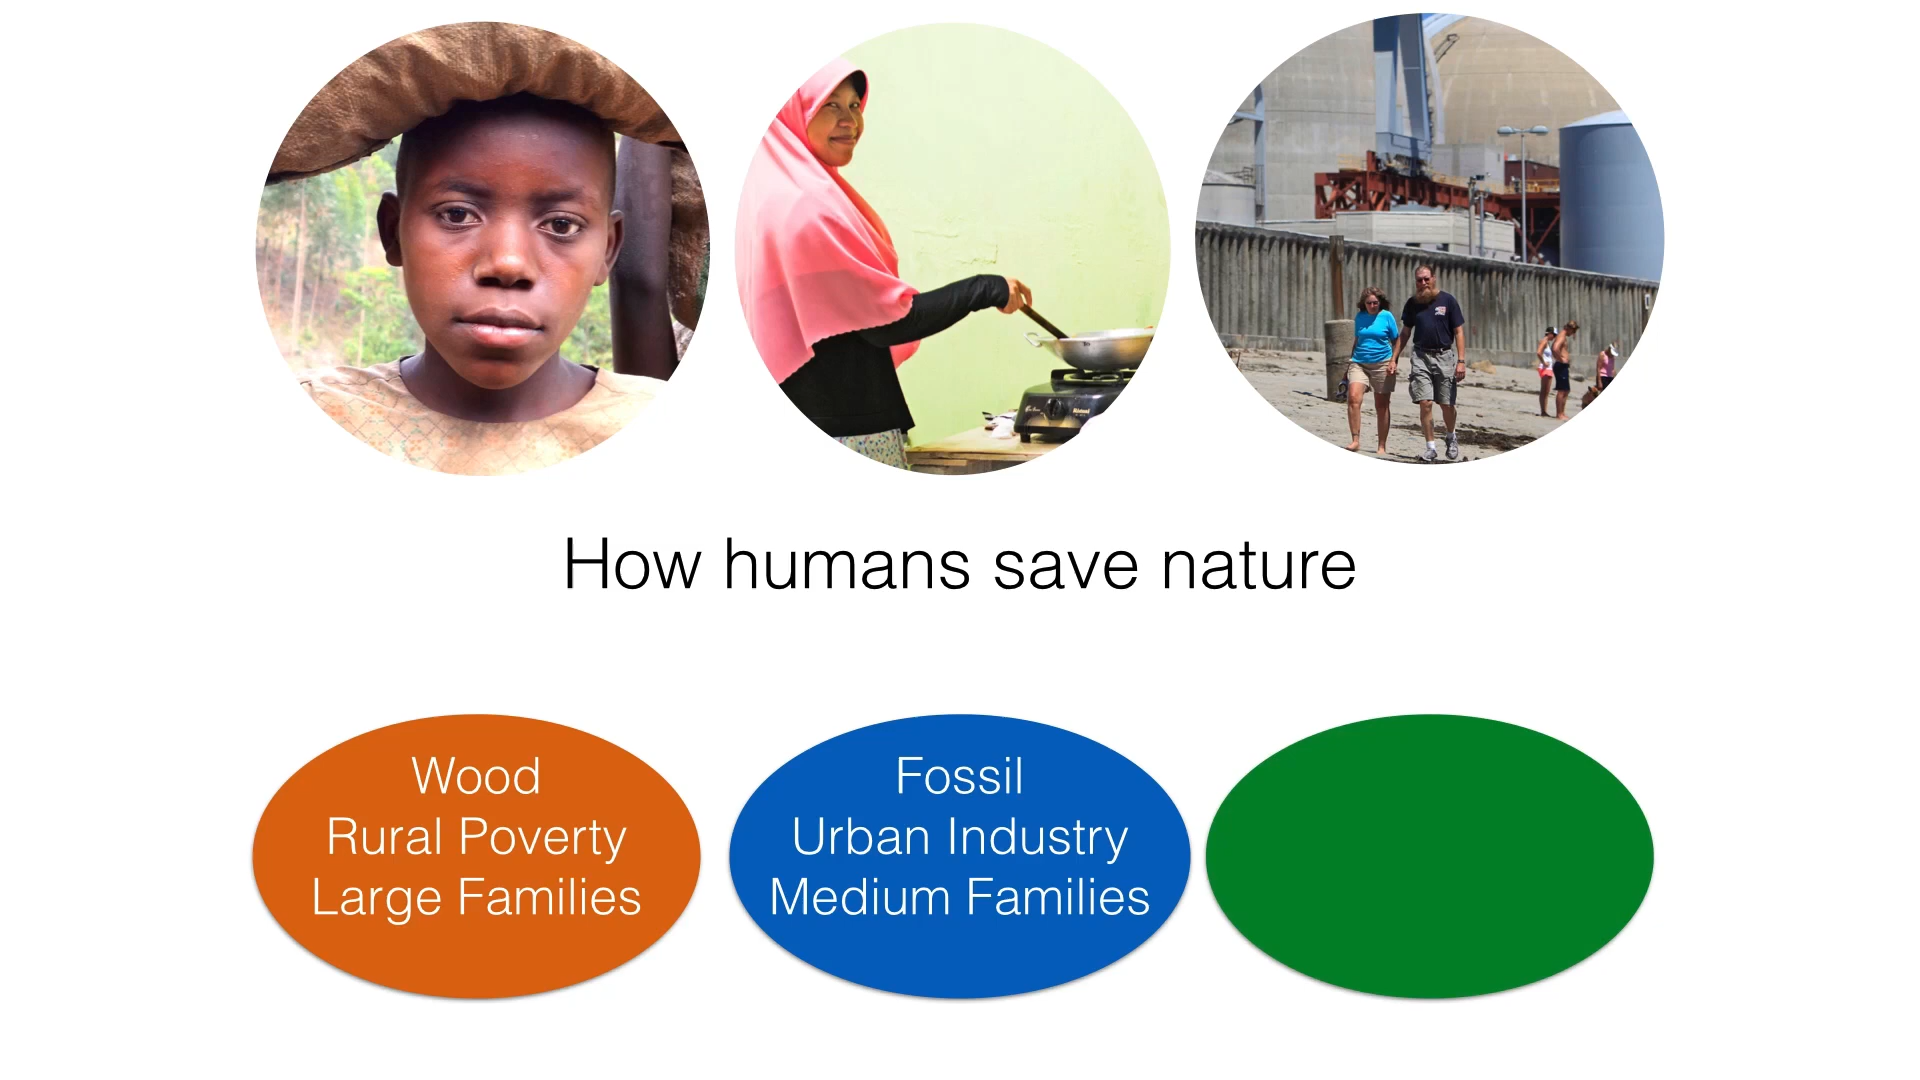 How humans save nature
Wood
Rural Poverty
Large Families
Fossil
Urban Industry
Medium Families